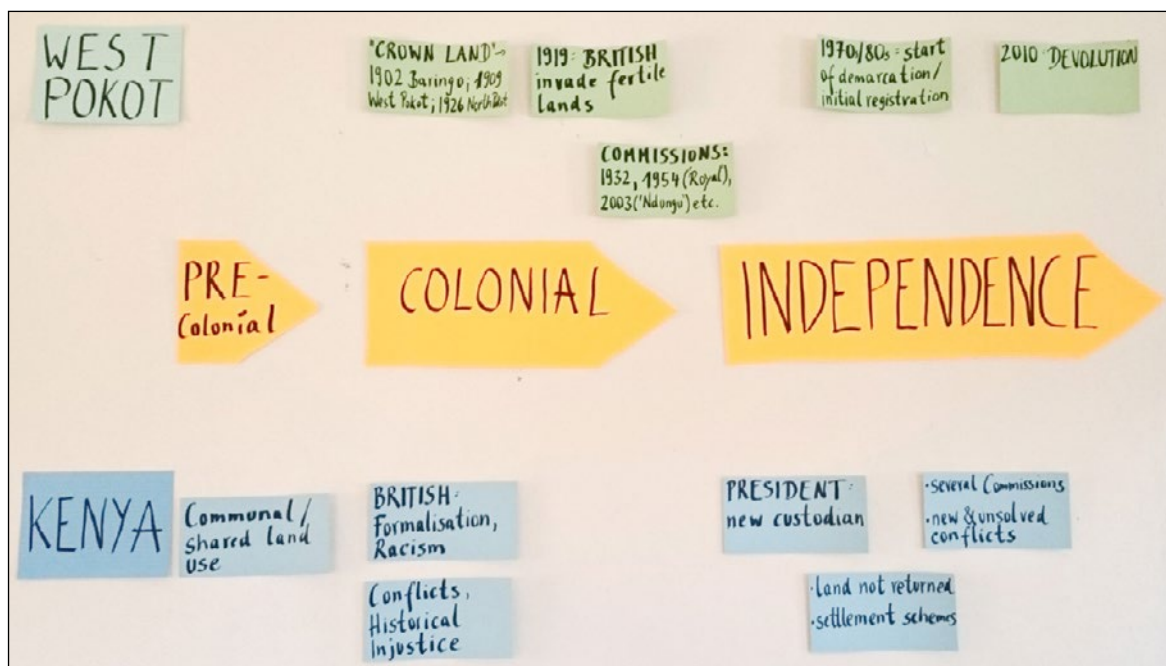 WEST
POKOT
"CROWN LAND"~
1902 Baringo; 1909
West Pokot; 1926 North
1919: BRITISH
invade fertile
lands
COMMISSIONS:
1932, 1954 (Royal),
2003 ('Ndungu') etc.
1970s/80s: start
of demarcation/
initial registration
2010: DEVOLUTION
PRE-
Colonial
COLONIAL
INDEPENDENCE
KENYA
Communal/
shared land
use
BRITISH:
Formalisation,
Racism
Conflicts,
Historical
Injustice
PRESIDENT:
new custodian
·several Commissions
·new & unsolved
conflicts
·Land not returned
·settlement schemes